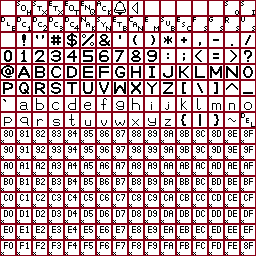 ! " # $ % & ' ( ) * + , - . /
0 1 2 3 4 5 6 7 8 9 : ; < = > ?
@ A B C D E F G H I J K L M N O
P Q R S T U V W X Y Z [ \ ] ^ _
` a b c d e f g h i j k l m n o
p q r s t u v w x y z { | } ~ DEL
80 81 82 83 84 85 86 87 88 89 8A 8B 8C 8D 8E 8F
90 91 92 93 94 95 96 97 98 99 9A 9B 9C 9D 9E 9F
A0 A1 A2 A3 A4 A5 A6 A7 A8 A9 AA AB AC AD AE AF
B0 B1 B2 B3 B4 B5 B6 B7 B8 B9 BA BB BC BD BE BF
C0 C1 C2 C3 C4 C5 C6 C7 C8 C9 CA CB CC CD CE CF
D0 D1 D2 D3 D4 D5 D6 D7 D8 D9 DA DB DC DD DE DF
E0 E1 E2 E3 E4 E5 E6 E7 E8 E9 EA EB EC ED EE EF
F0 F1 F2 F3 F4 F5 F6 F7 F8 F9 FA FB FC FD FE